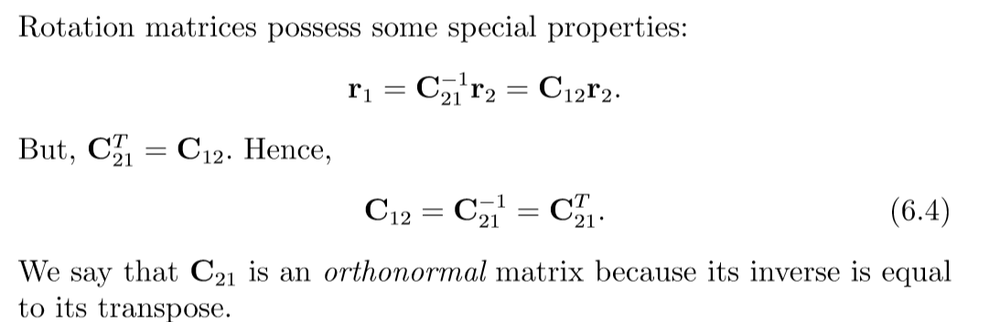 Rotation matrices possess some special properties:
$\mathbf{r}_1 = \mathbf{C}_{21}^{-1}\mathbf{r}_2 = \mathbf{C}_{12}\mathbf{r}_2.$
But, $\mathbf{C}_{21}^T = \mathbf{C}_{12}$. Hence,
$\mathbf{C}_{12} = \mathbf{C}_{21}^{-1} = \mathbf{C}_{21}^T.$ (6.4)
We say that $\mathbf{C}_{21}$ is an orthonormal matrix because its inverse is equal
to its transpose.